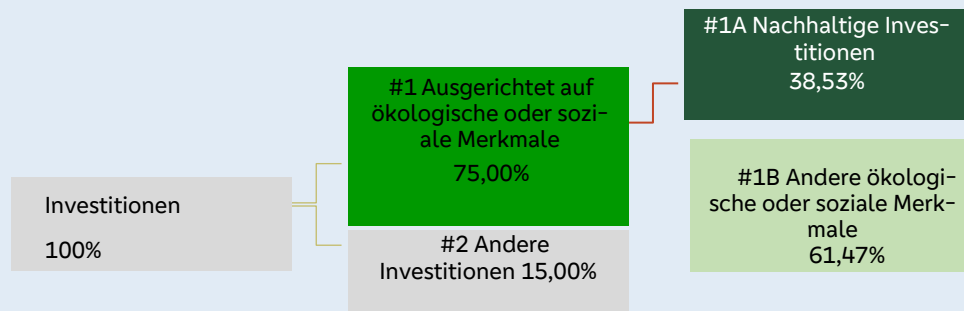 #1A Nachhaltige Inves-
titionen
38,53%
#1 Ausgerichtet auf
ökologische oder sozi-
ale Merkmale
75,00%
#1B Andere ökologi-
sche oder soziale Merk-
male
61,47%
Investitionen
100%
#2 Andere
Investitionen 15,00%